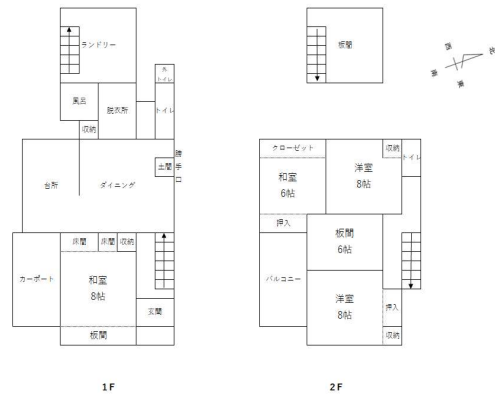 ランドリー
外
トイレ
風呂
脱衣所
トイレ
収納
台所
ダイニング
土間
勝手口
床間
床間
収納
カーポート
和室
8帖
玄関
板間
1F
板間
クローゼット
収納
トイレ
和室
6帖
洋室
8帖
押入
板間
6帖
バルコニー
洋室
8帖
押入
収納
2F
北
西
南
東